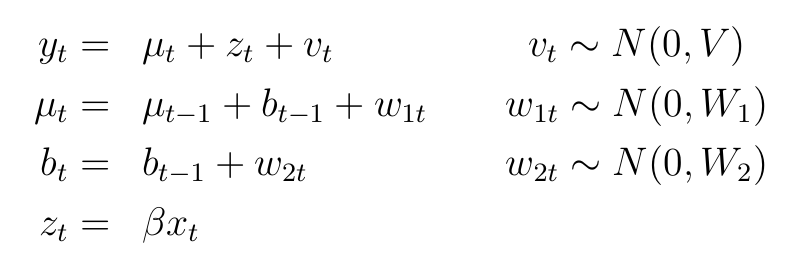 y_t = μ_t + z_t + v_t    v_t ∼ N(0, V)
μ_t = μ_{t−1} + b_{t−1} + w_{1t}    w_{1t} ∼ N(0, W_1)
b_t = b_{t−1} + w_{2t}    w_{2t} ∼ N(0, W_2)
z_t = βx_t